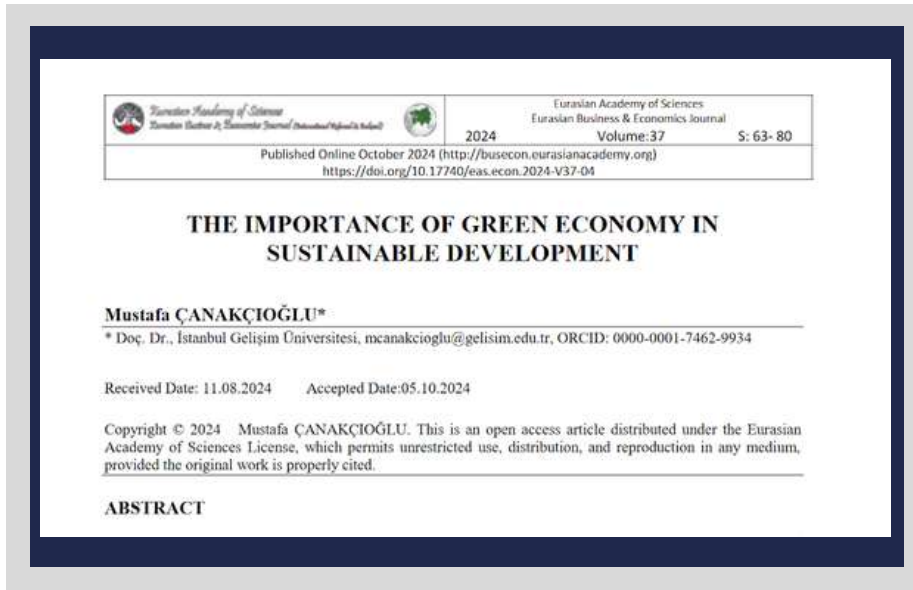 Eurasian Academy of Sciences
Eurasian Business & Economics Journal
2024 Volume:37 S: 63- 80
Published Online October 2024 (http://busecon.eurasianacademy.org)
https://doi.org/10.17740/eas.econ.2024-V37-04
THE IMPORTANCE OF GREEN ECONOMY IN
SUSTAINABLE DEVELOPMENT
Mustafa ÇANAKÇIOĞLU*
* Doç. Dr., İstanbul Gelişim Üniversitesi, mcanakcioglu@gelisim.edu.tr, ORCID: 0000-0001-7462-9934
Received Date: 11.08.2024 Accepted Date:05.10.2024
Copyright © 2024 Mustafa ÇANAKÇIOĞLU. This is an open access article distributed under the Eurasian
Academy of Sciences License, which permits unrestricted use, distribution, and reproduction in any medium,
provided the original work is properly cited.
ABSTRACT